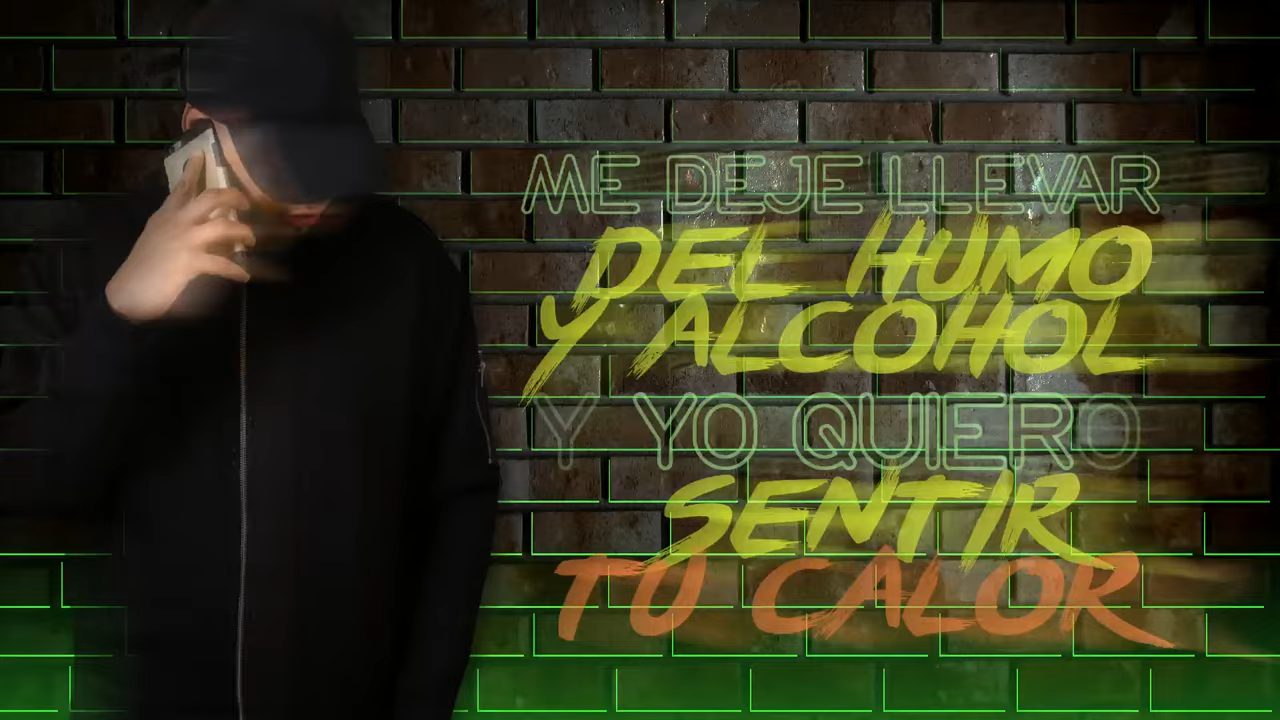 ME DEJE LLEVAR
DEL HUMO
Y ALCOHOL
Y YO QUIERO
SENTIR
TU CALOR